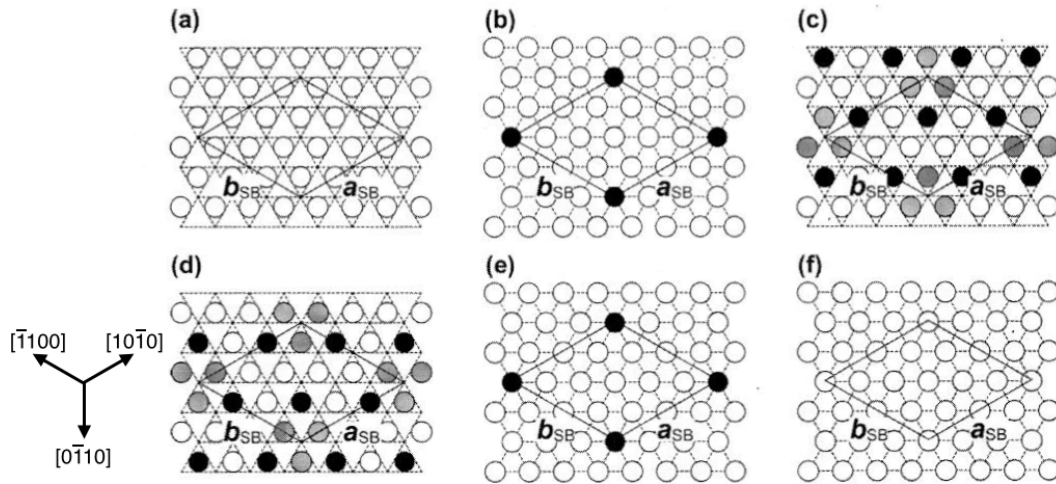 (a) (b) (c)
b_SB a_SB b_SB a_SB b_SB a_SB
(d) (e) (f)
[1̄100] [101̄0]
b_SB a_SB b_SB a_SB b_SB a_SB
[01̄10]